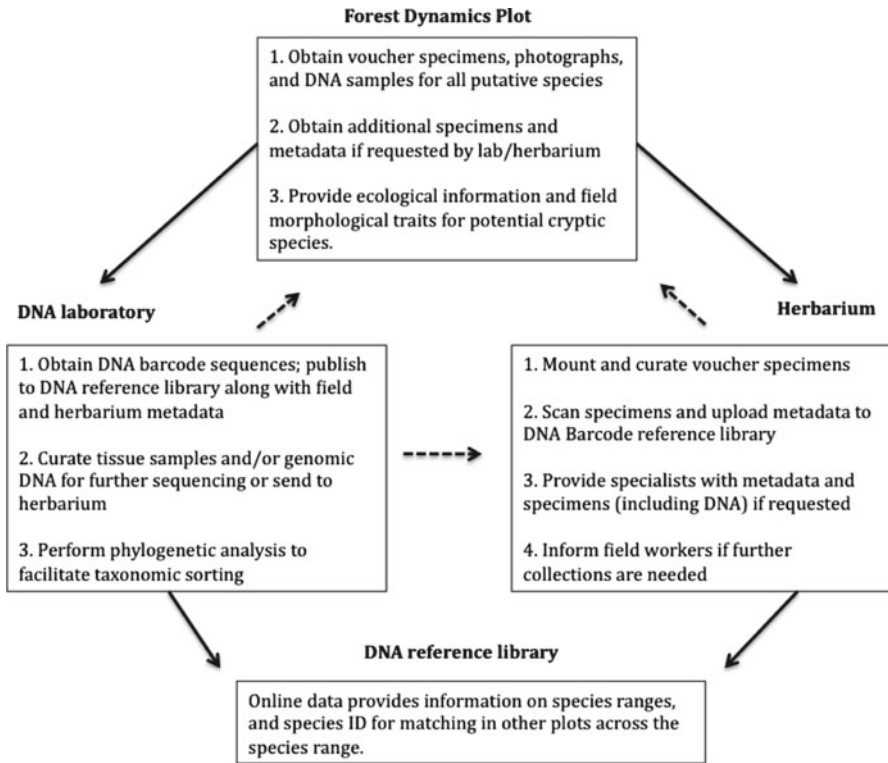 Forest Dynamics Plot
1. Obtain voucher specimens, photographs,
and DNA samples for all putative species
2. Obtain additional specimens and
metadata if requested by lab/herbarium
3. Provide ecological information and field
morphological traits for potential cryptic
species.
DNA laboratory
1. Obtain DNA barcode sequences; publish
to DNA reference library along with field
and herbarium metadata
2. Curate tissue samples and/or genomic
DNA for further sequencing or send to
herbarium
3. Perform phylogenetic analysis to
facilitate taxonomic sorting
Herbarium
1. Mount and curate voucher specimens
2. Scan specimens and upload metadata to
DNA Barcode reference library
3. Provide specialists with metadata and
specimens (including DNA) if requested
4. Inform field workers if further
collections are needed
DNA reference library
Online data provides information on species ranges,
and species ID for matching in other plots across the
species range.